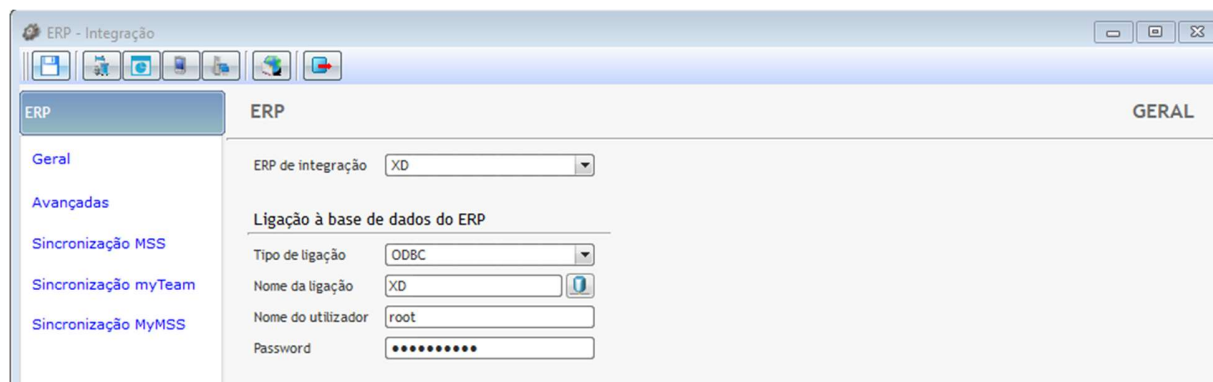 ERP - Integração
ERP
ERP
GERAL
Geral
Avançadas
Sincronização MSS
Sincronização myTeam
Sincronização MyMSS
ERP de integração XD
Ligação à base de dados do ERP
Tipo de ligação ODBC
Nome da ligação XD
Nome do utilizador root
Password ••••••••••